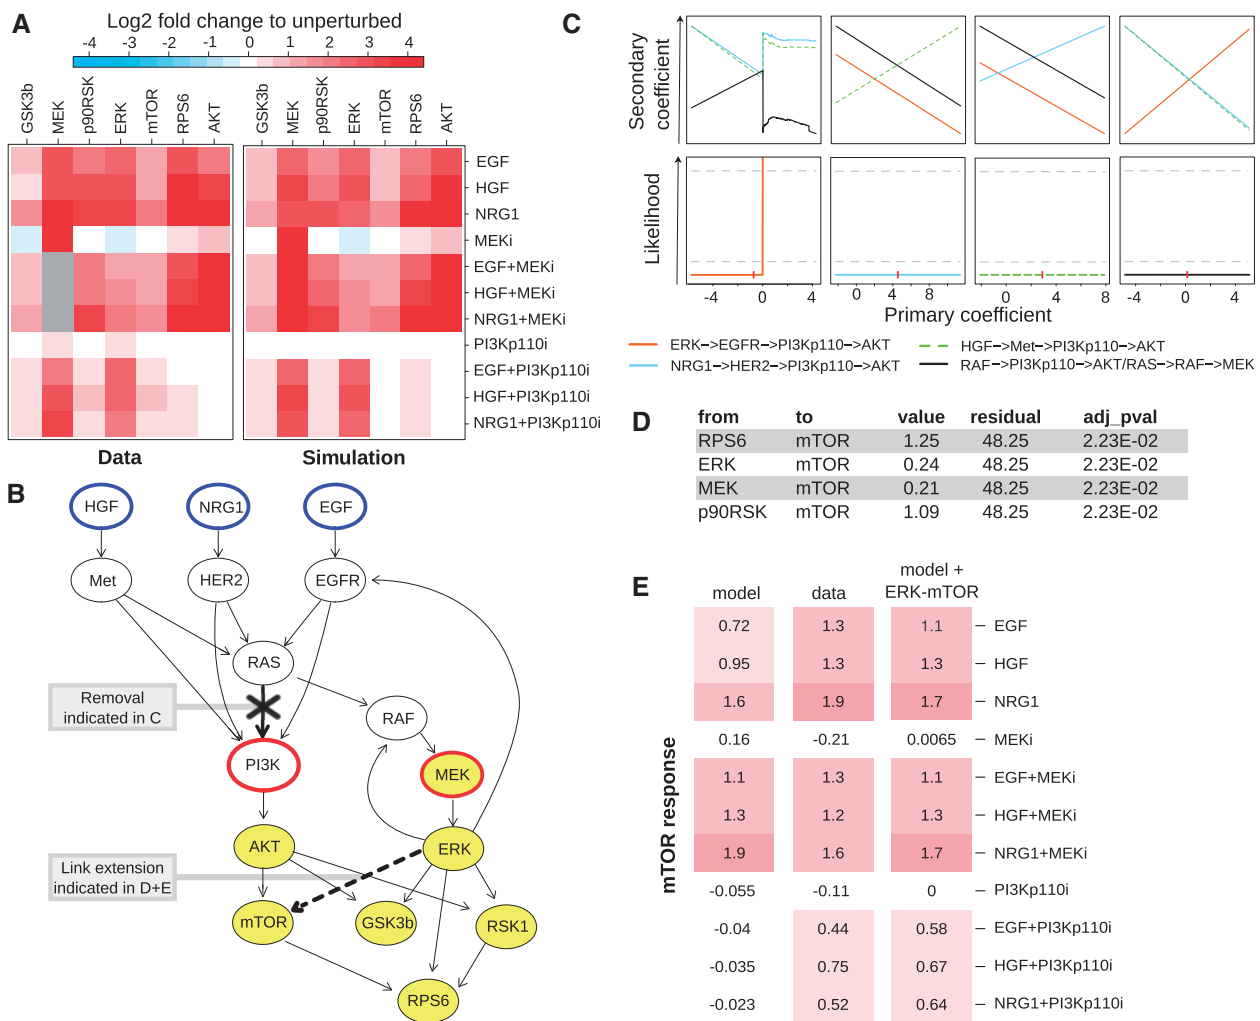 A
Log2 fold change to unperturbed
-4 -3 -2 -1 0 1 2 3 4
GSK3b MEK p90RSK ERK mTOR RPS6 AKT
GSK3b MEK p90RSK ERK mTOR RPS6 AKT
EGF
HGF
NRG1
MEKi
EGF+MEKi
HGF+MEKi
NRG1+MEKi
PI3Kp110i
EGF+PI3Kp110i
HGF+PI3Kp110i
NRG1+PI3Kp110i
Data Simulation
B
HGF NRG1 EGF
Met HER2 EGFR
RAS
Removal
indicated in C
RAF
PI3K
MEK
AKT
ERK
Link extension
indicated in D+E
mTOR GSK3b RSK1
RPS6
C
Secondary
coefficient
Likelihood
-4 0 4 -2 0 4 8 -4 0 4 8 -4 0 4
Primary coefficient
ERK->EGFR->PI3Kp110->AKT
HGF->Met->PI3Kp110->AKT
NRG1->HER2->PI3Kp110->AKT
RAF->PI3Kp110->AKT/RAS->RAF->MEK
D
from to value residual adj_pval
RPS6 mTOR 1.25 48.25 2.23E-02
ERK mTOR 0.24 48.25 2.23E-02
MEK mTOR 0.21 48.25 2.23E-02
p90RSK mTOR 1.09 48.25 2.23E-02
E
model data model +
ERK-mTOR
mTOR response
0.72 1.3 1.1 EGF
0.95 1.3 1.3 HGF
1.6 1.9 1.7 NRG1
0.16 -0.21 0.0065 MEKi
1.1 1.3 1.1 EGF+MEKi
1.3 1.2 1.3 HGF+MEKi
1.9 1.6 1.7 NRG1+MEKi
-0.055 -0.11 0 PI3Kp110i
-0.04 0.44 0.58 EGF+PI3Kp110i
-0.035 0.75 0.67 HGF+PI3Kp110i
-0.023 0.52 0.64 NRG1+PI3Kp110i